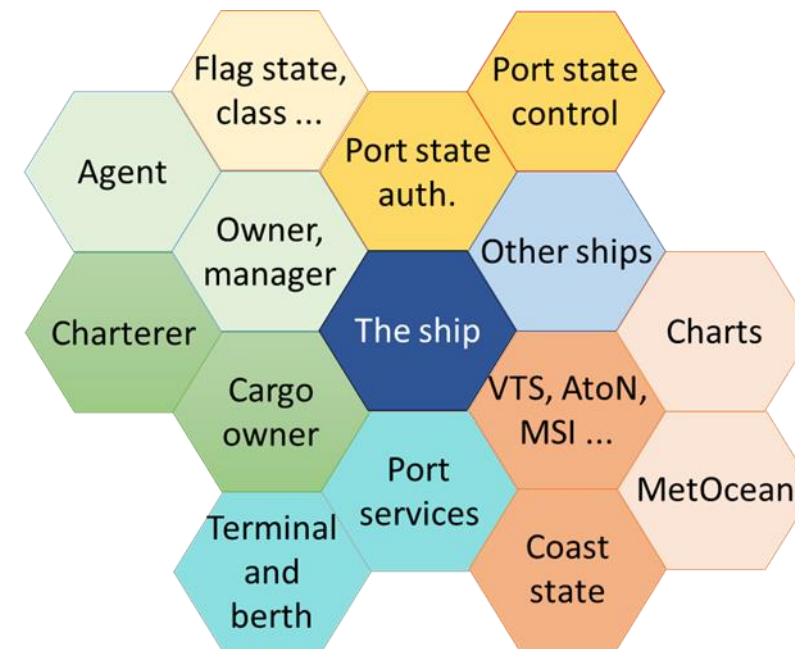 Flag state,
class ...
Port state
control
Agent
Port state
auth.
Owner,
manager
Other ships
Charterer
The ship
Charts
Cargo
owner
VTS, AtoN,
MSI ...
Port
services
MetOcean
Terminal
and
berth
Coast
state